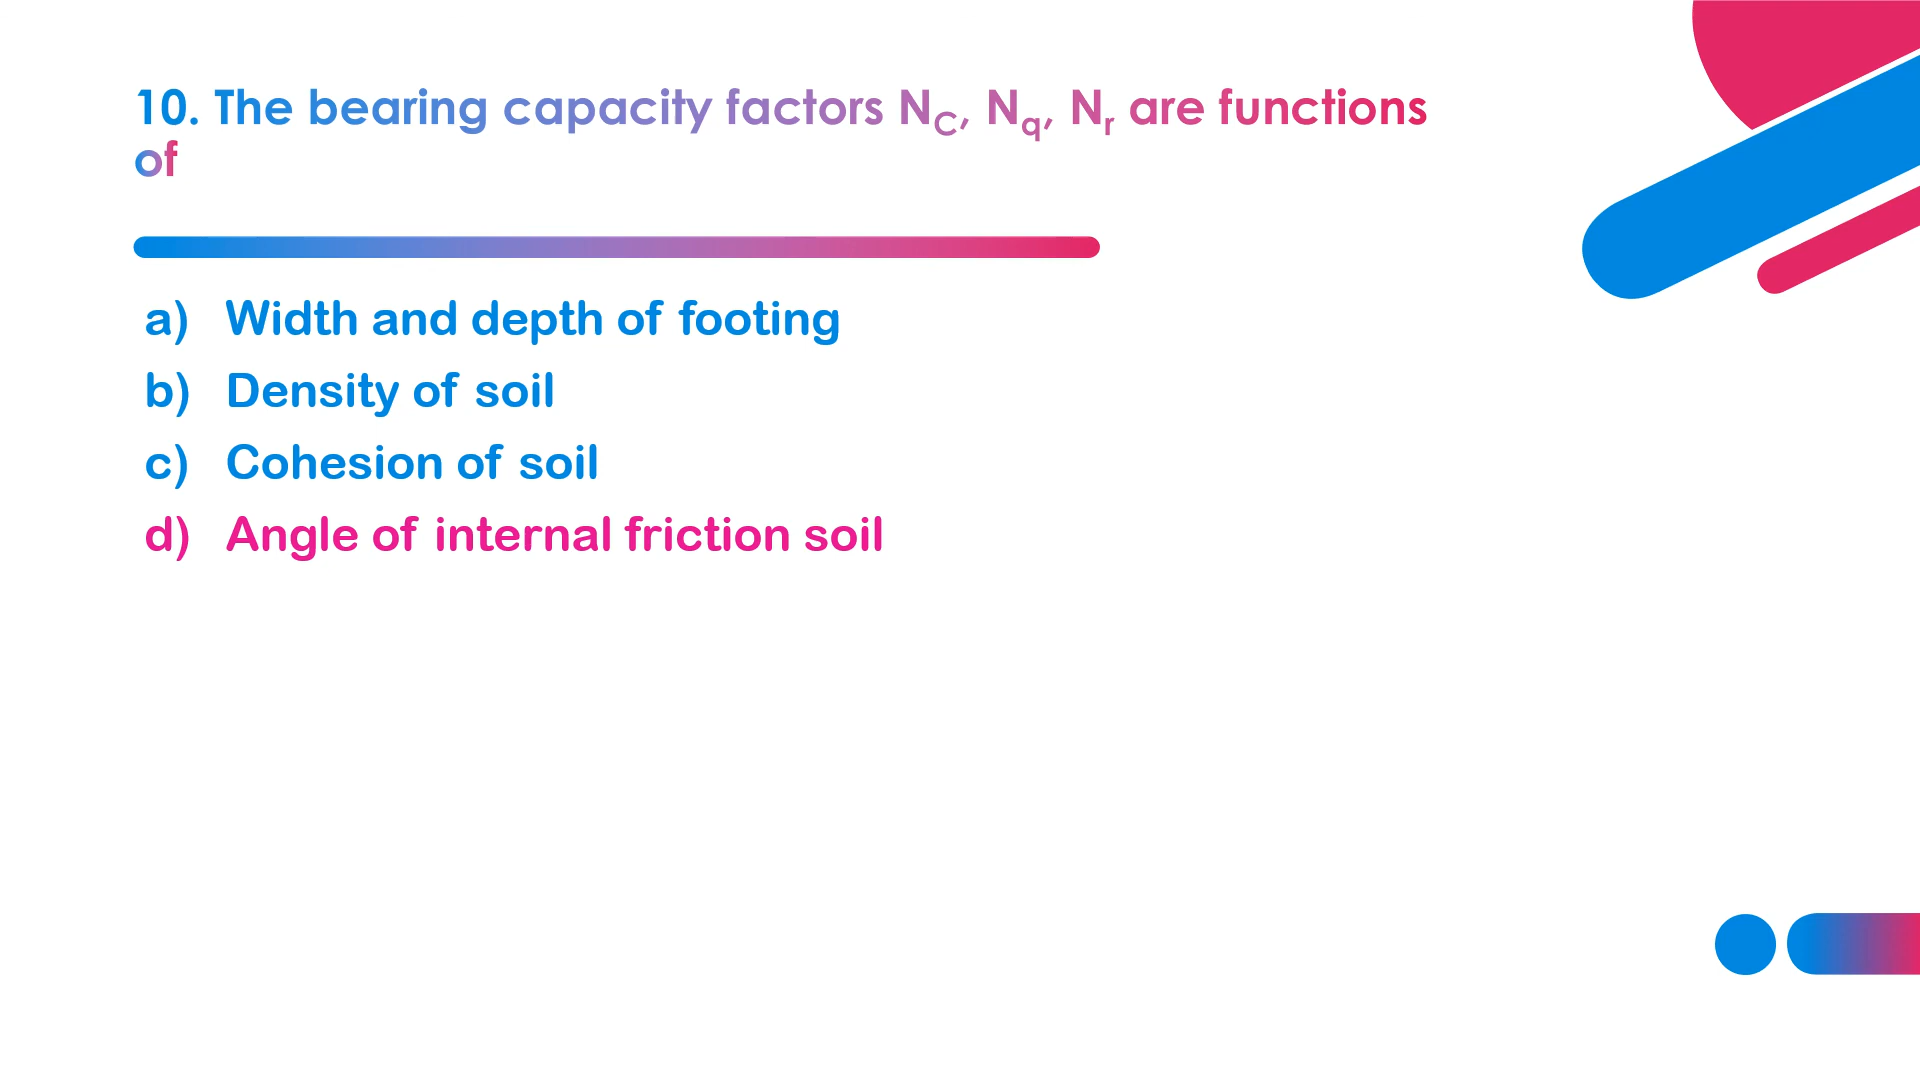 10. The bearing capacity factors NC, Nq, Nr are functions
of
a) Width and depth of footing
b) Density of soil
c) Cohesion of soil
d) Angle of internal friction soil